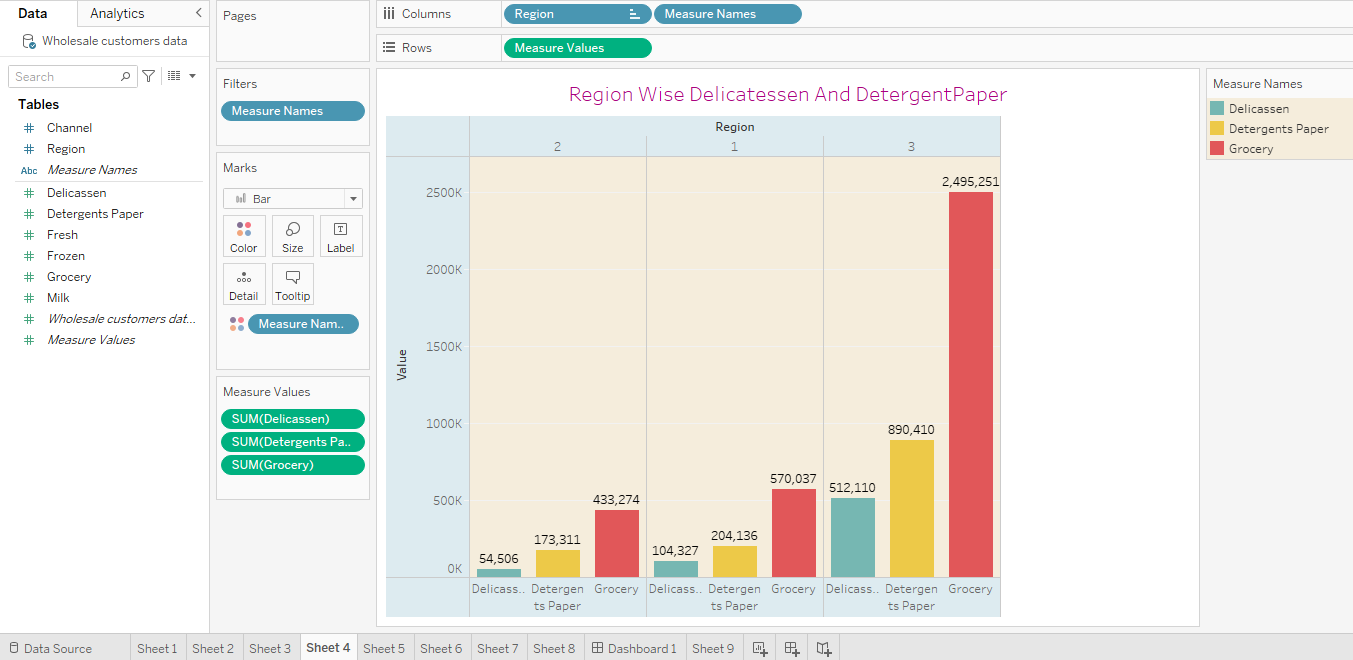 Data
Analytics
Wholesale customers data
Search
Tables
Channel
Region
Abc Measure Names
Delicassen
Detergents Paper
Fresh
Frozen
Grocery
Milk
Wholesale customers dat...
Measure Values
Pages
Filters
Measure Names
Marks
Bar
Color
Size
Label
Detail
Tooltip
Measure Nam..
Measure Values
SUM(Delicassen)
SUM(Detergents Pa..
SUM(Grocery)
Columns
Region
Measure Names
Rows
Measure Values
Region Wise Delicatessen And DetergentPaper
Region
2 1 3
Value
2500K
2000K
1500K
1000K
500K
0K
54,506
173,311
433,274
104,327
204,136
570,037
512,110
890,410
2,495,251
Delicass.. Detergen Grocery Delicass.. Detergen Grocery Delicass.. Detergen Grocery
ts Paper ts Paper ts Paper
Measure Names
Delicassen
Detergents Paper
Grocery
Data Source Sheet 1 Sheet 2 Sheet 3 Sheet 4 Sheet 5 Sheet 6 Sheet 7 Sheet 8 Dashboard 1 Sheet 9